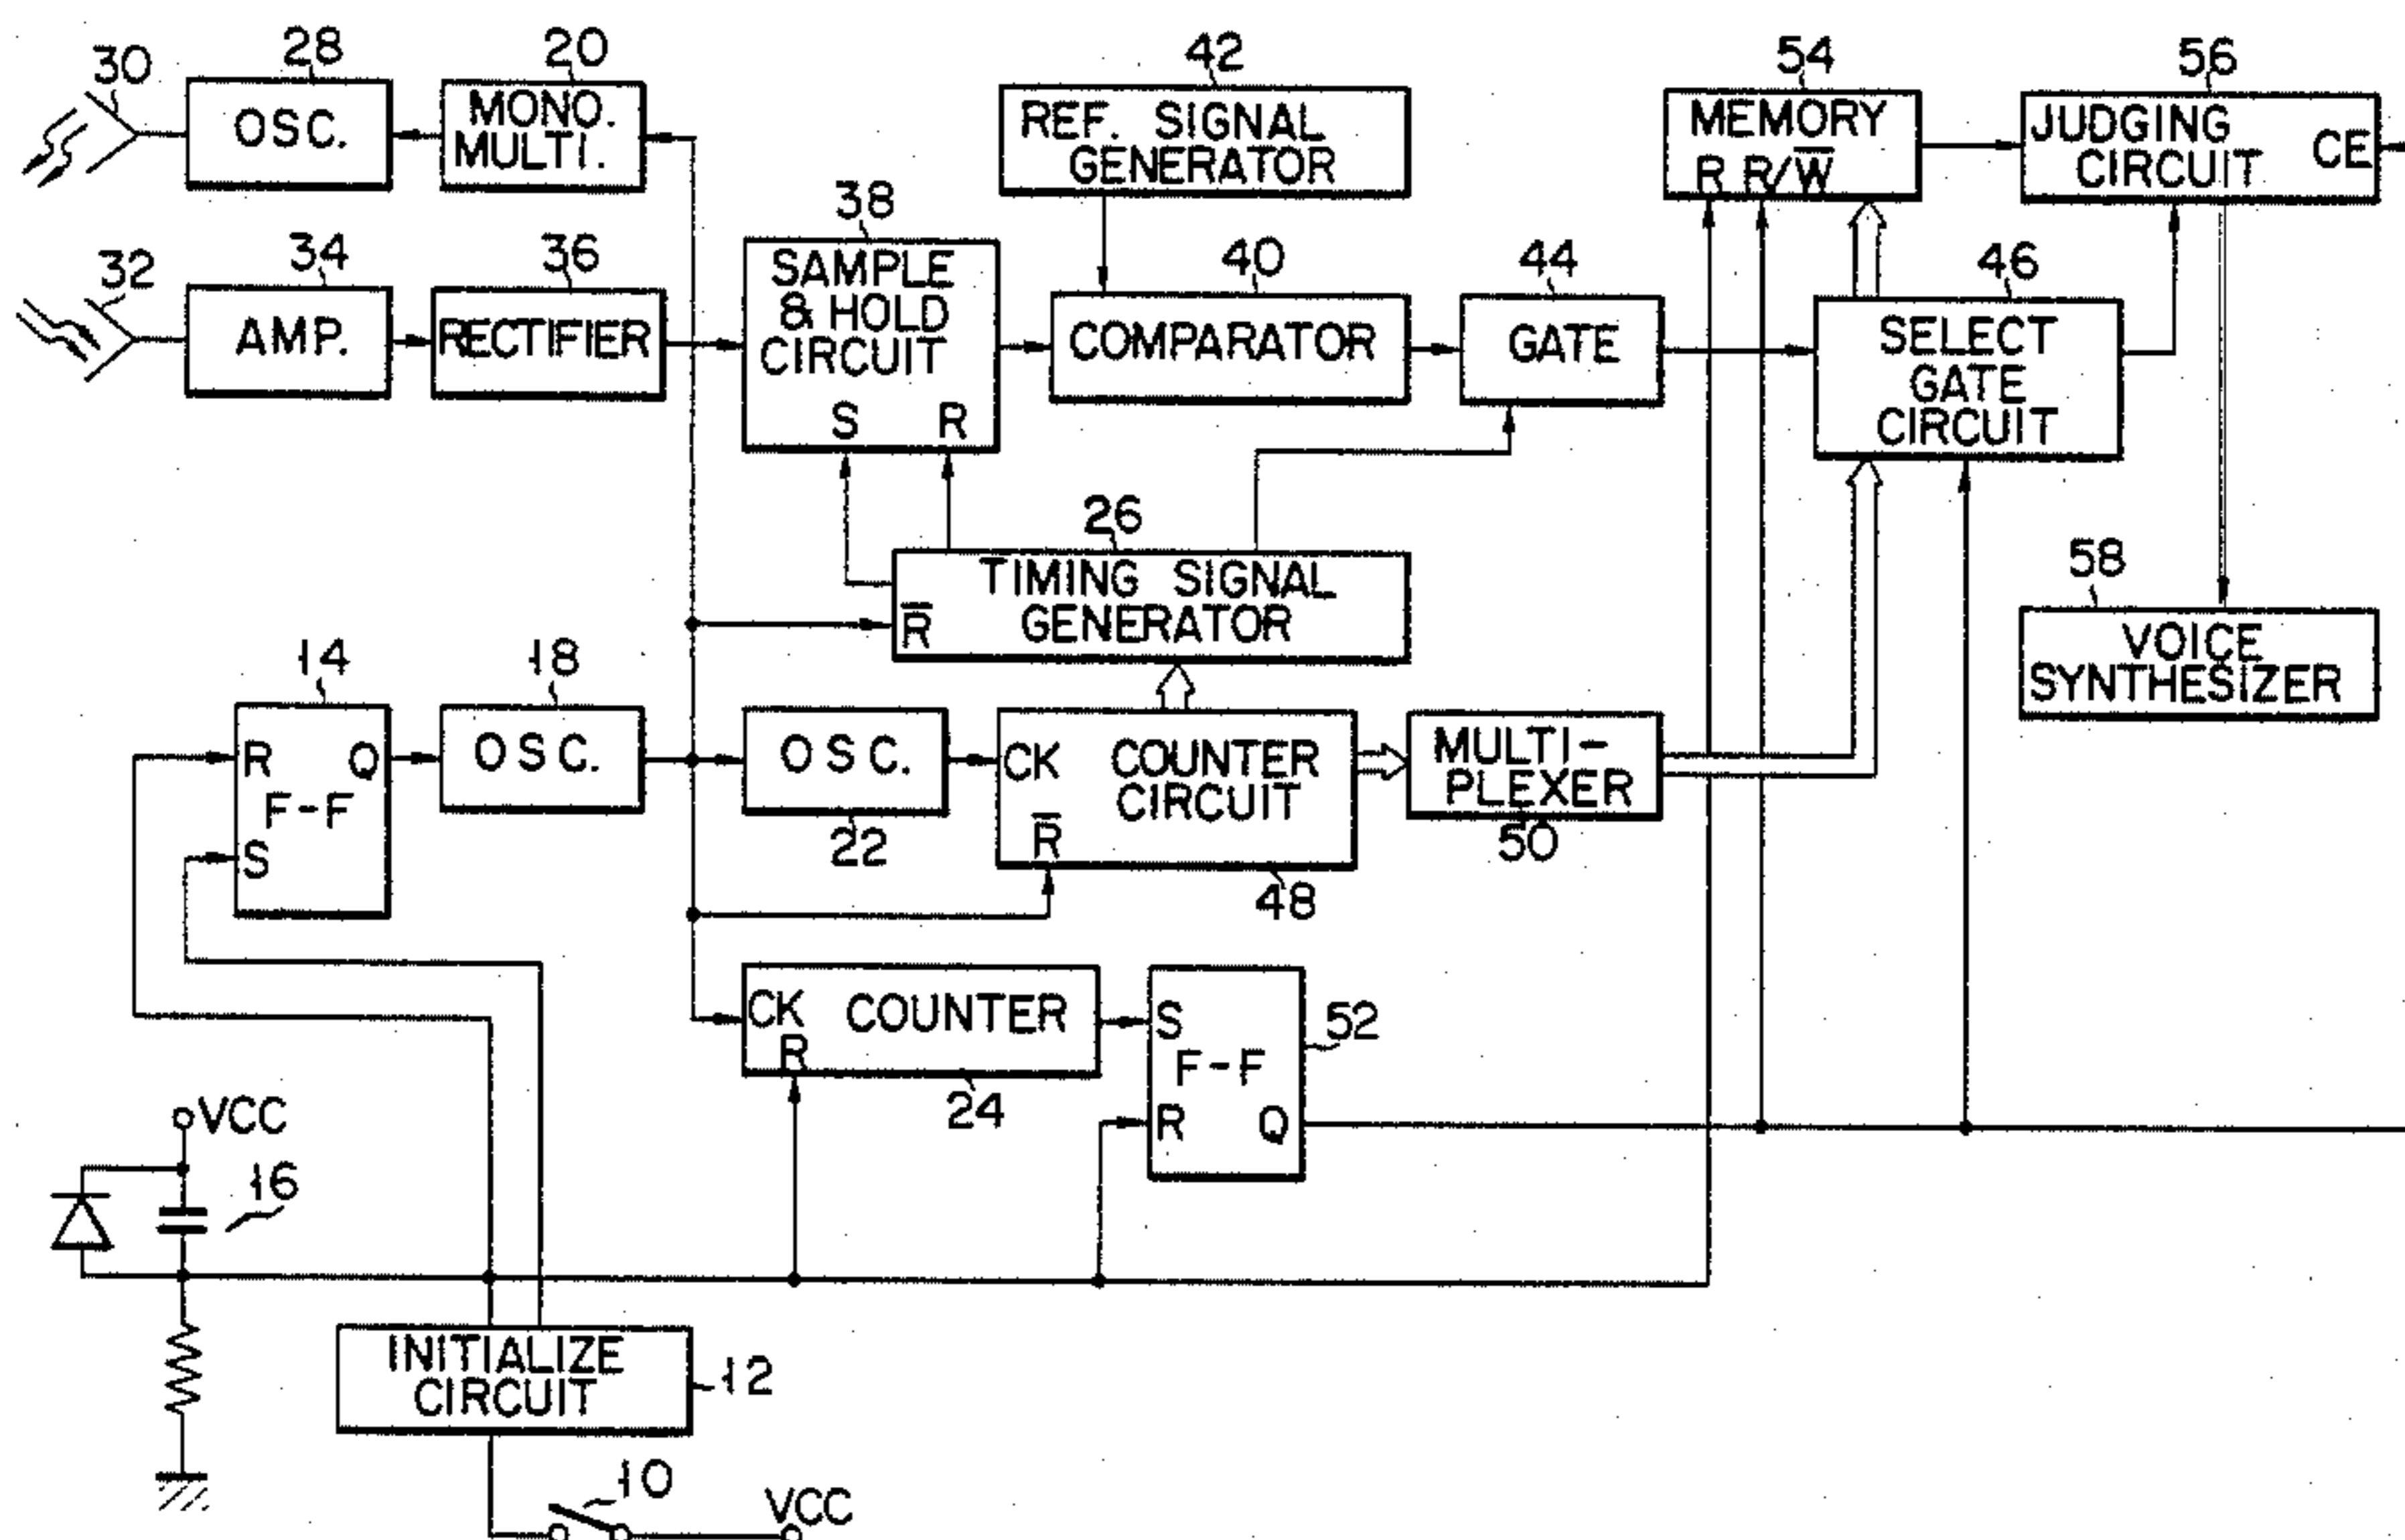 30
28
OSC.
20
MONO.
MULTI.
42
REF. SIGNAL
GENERATOR
54
MEMORY
R R/W̅
56
JUDGING
CIRCUIT
CE
32
34
AMP.
36
RECTIFIER
38
SAMPLE
& HOLD
CIRCUIT
S R
40
COMPARATOR
44
GATE
46
SELECT
GATE
CIRCUIT
26
TIMING SIGNAL
GENERATOR
R̅
58
VOICE
SYNTHESIZER
14
R Q
F-F
S
18
OSC.
OSC.
22
CK COUNTER
CIRCUIT
R̅
48
MULTI-
PLEXER
50
CK COUNTER
R
24
S
F-F
R Q
52
VCC
16
INITIALIZE
CIRCUIT
12
10
VCC